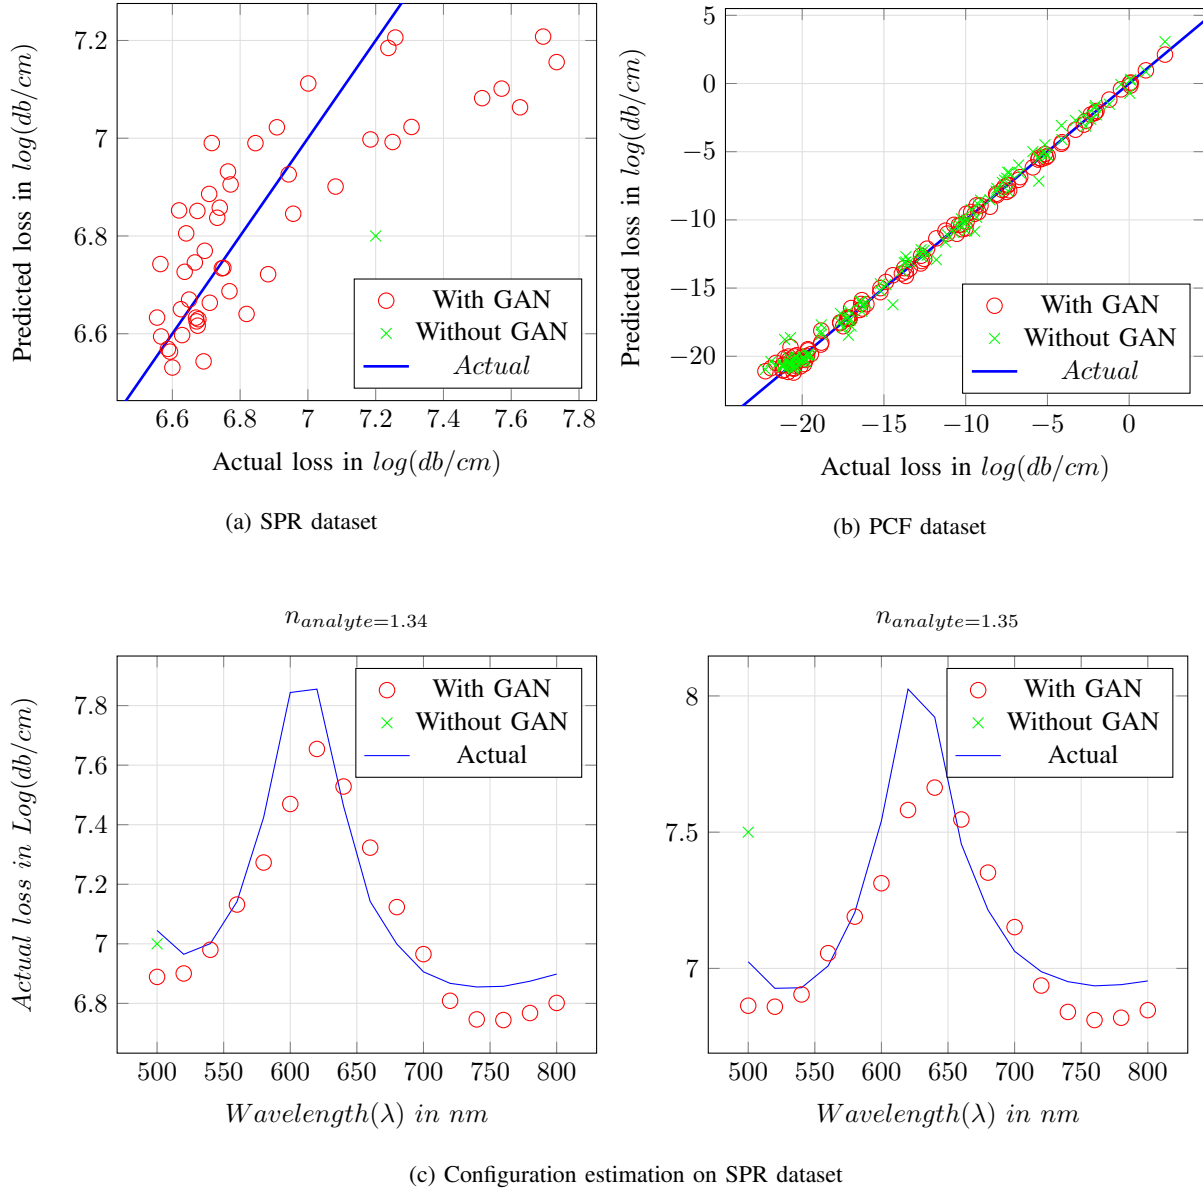 7.2
7
6.8
6.6
6.6
6.8
7
7.2
7.4
7.6
7.8
Predicted loss in log(db/cm)
Actual loss in log(db/cm)
With GAN
Without GAN
Actual
(a) SPR dataset
5
0
−5
−10
−15
−20
−20
−15
−10
−5
0
Predicted loss in log(db/cm)
Actual loss in log(db/cm)
With GAN
Without GAN
Actual
(b) PCF dataset
n_{analyte=1.34}
7.8
7.6
7.4
7.2
7
6.8
500
550
600
650
700
750
800
Actual loss in Log(db/cm)
Wavelength(λ) in nm
With GAN
Without GAN
Actual
n_{analyte=1.35}
8
7.5
7
500
550
600
650
700
750
800
Wavelength(λ) in nm
With GAN
Without GAN
Actual
(c) Configuration estimation on SPR dataset